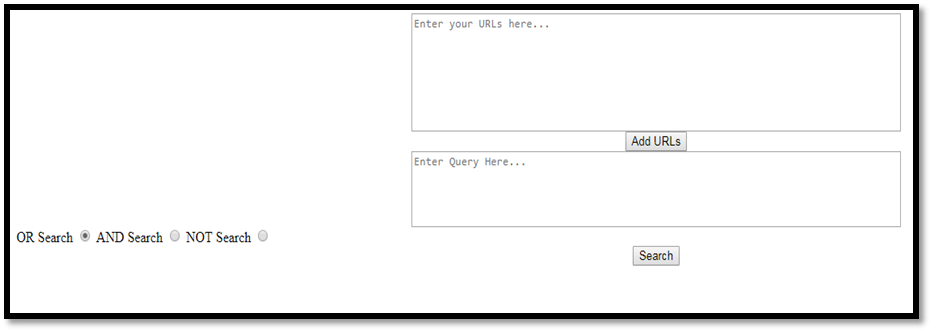 Enter your URLs here...
Add URLs
Enter Query Here...
OR Search AND Search NOT Search
Search